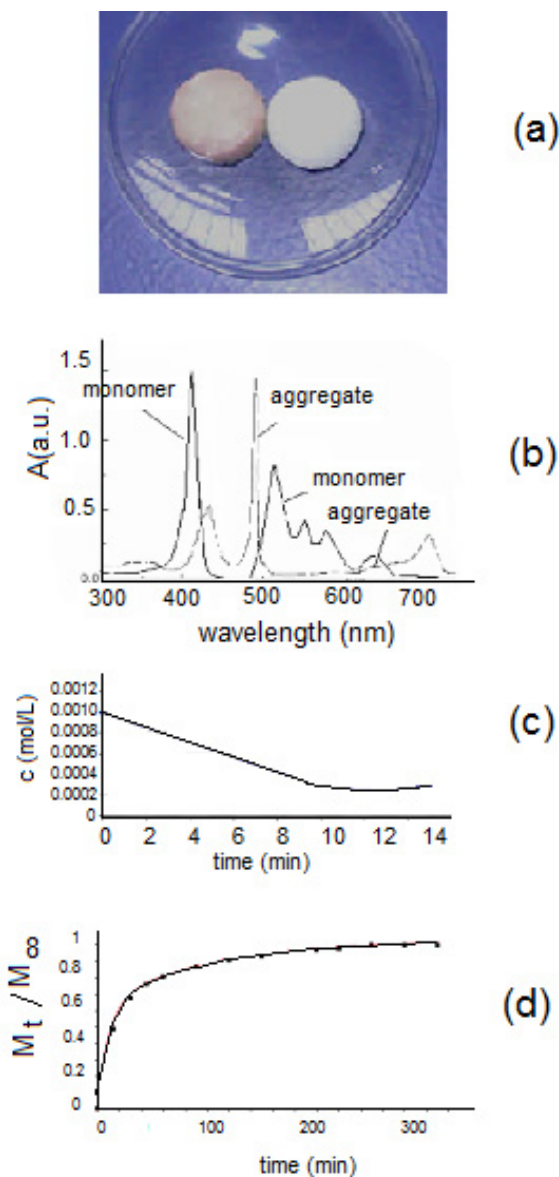 (a)
1.5
monomer
aggregate
1.0
A(a.u.)
(b)
monomer
0.5
aggregate
0.0
300 400 500 600 700
wavelength (nm)
0.0012
0.0010
0.0008
0.0006
0.0004
0.0002
0
c (mol/L)
(c)
0 2 4 6 8 10 12 14
time (min)
1
0.8
0.6
0.4
0.2
0
M t / M ∞
(d)
0 100 200 300
time (min)